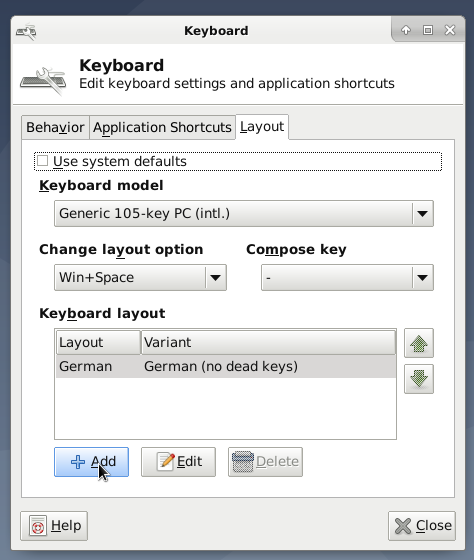 Keyboard
Keyboard
Edit keyboard settings and application shortcuts
Behavior Application Shortcuts Layout
Use system defaults
Keyboard model
Generic 105-key PC (intl.)
Change layout option Compose key
Win+Space -
Keyboard layout
Layout Variant
German German (no dead keys)
Add Edit Delete
Help Close